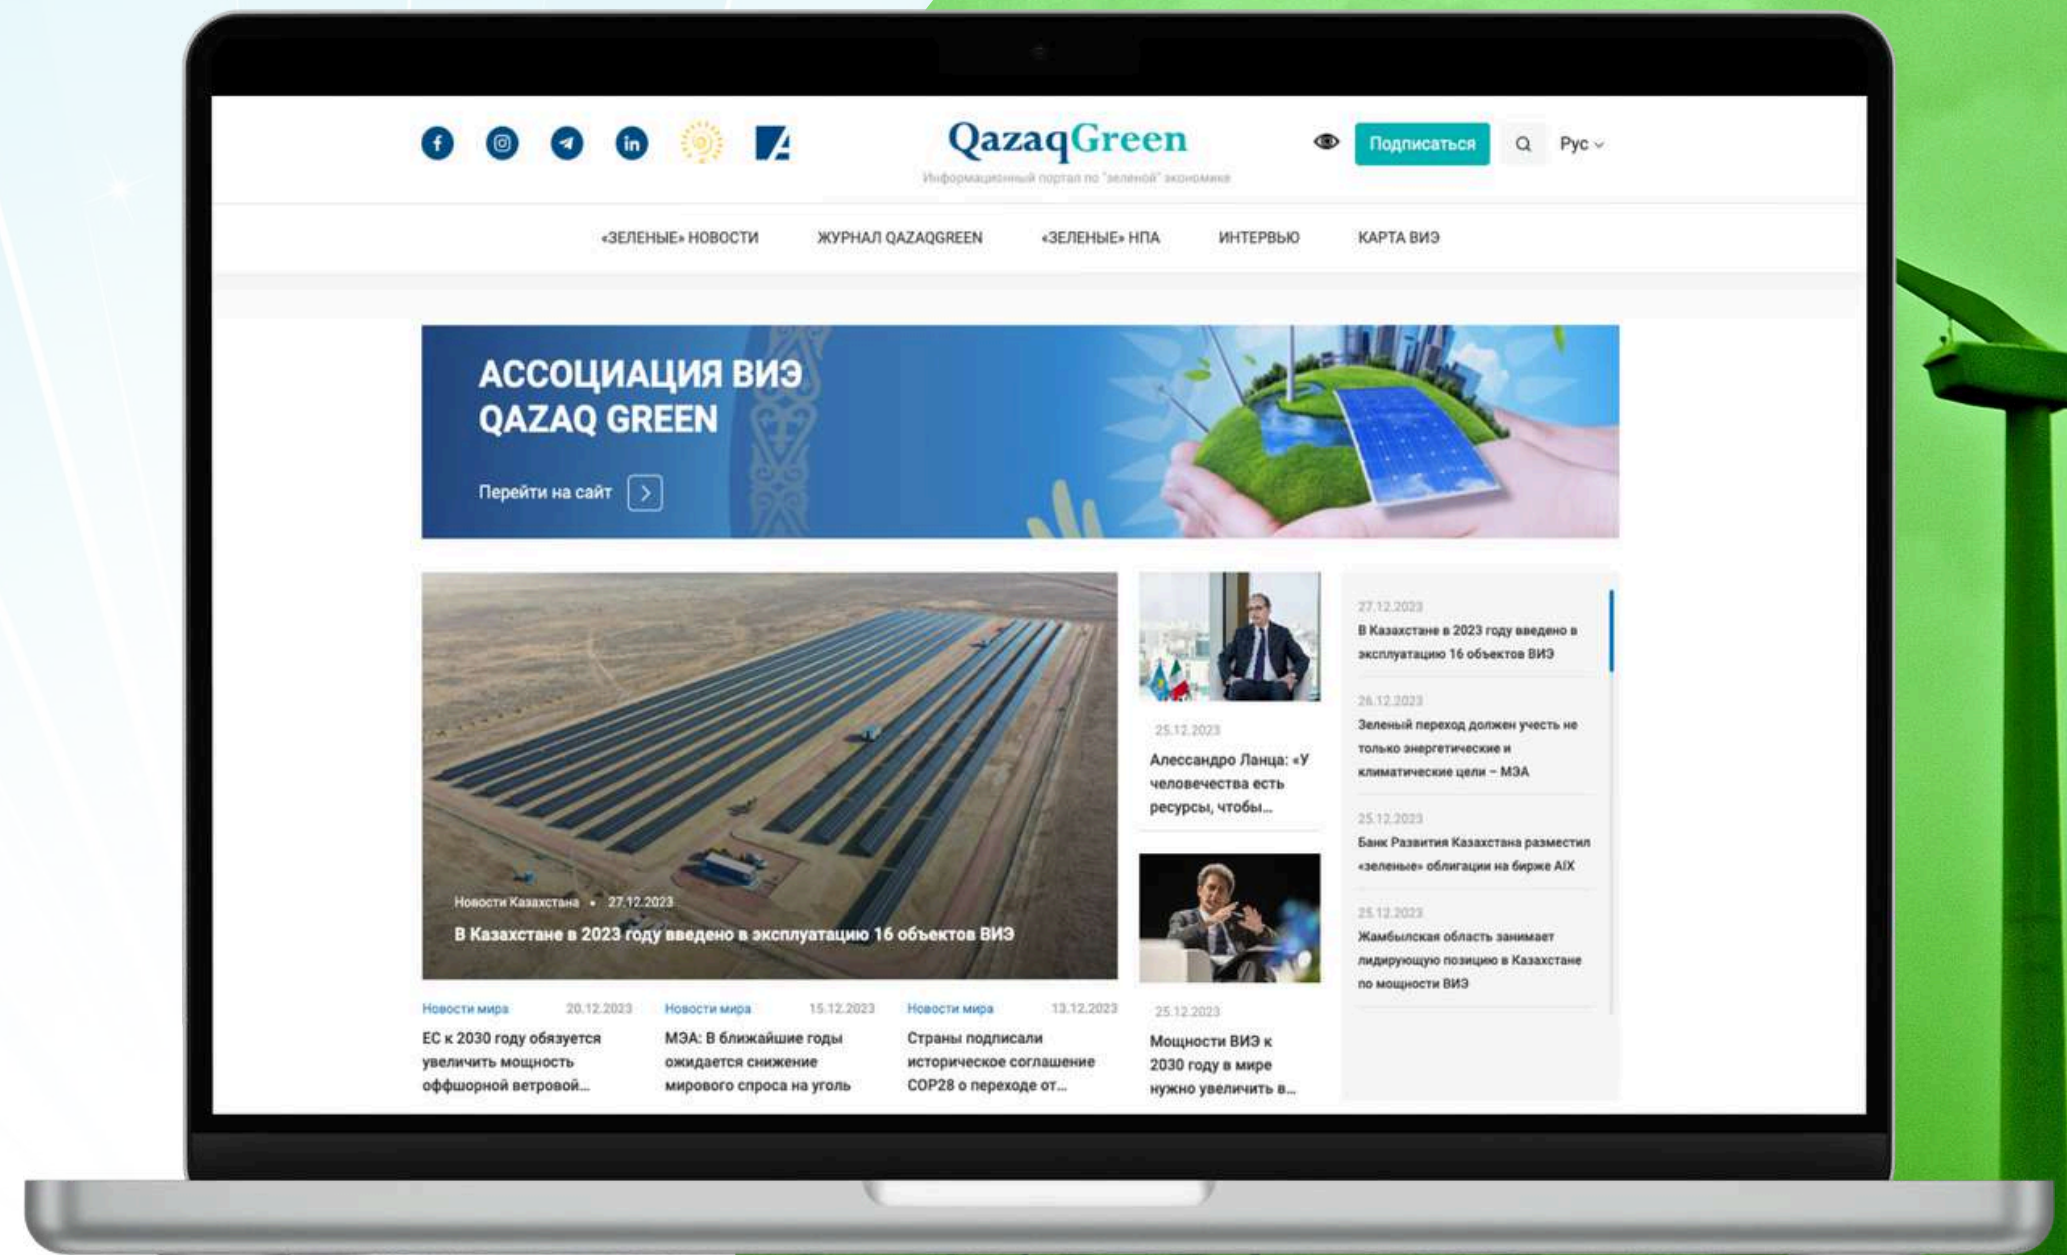 QazaqGreen
Информационный портал по "зеленой" экономике
Подписаться
Рус
«ЗЕЛЕНЫЕ» НОВОСТИ
ЖУРНАЛ QAZAQGREEN
«ЗЕЛЕНЫЕ» НПА
ИНТЕРВЬЮ
КАРТА ВИЭ
АССОЦИАЦИЯ ВИЭ
QAZAQ GREEN
Перейти на сайт
Новости Казахстана • 27.12.2023
В Казахстане в 2023 году введено в эксплуатацию 16 объектов ВИЭ
Новости мира 20.12.2023
ЕС к 2030 году обязуется
увеличить мощность
оффшорной ветровой...
Новости мира 15.12.2023
МЭА: В ближайшие годы
ожидается снижение
мирового спроса на уголь
Новости мира 13.12.2023
Страны подписали
историческое соглашение
COP28 о переходе от...
25.12.2023
Алессандро Ланца: «У
человечества есть
ресурсы, чтобы...
25.12.2023
Мощности ВИЭ к
2030 году в мире
нужно увеличить в...
27.12.2023
В Казахстане в 2023 году введено в
эксплуатацию 16 объектов ВИЭ
26.12.2023
Зеленый переход должен учесть не
только энергетические и
климатические цели – МЭА
25.12.2023
Банк Развития Казахстана разместил
«зеленые» облигации на бирже AIX
25.12.2023
Жамбылская область занимает
лидирующую позицию в Казахстане
по мощности ВИЭ